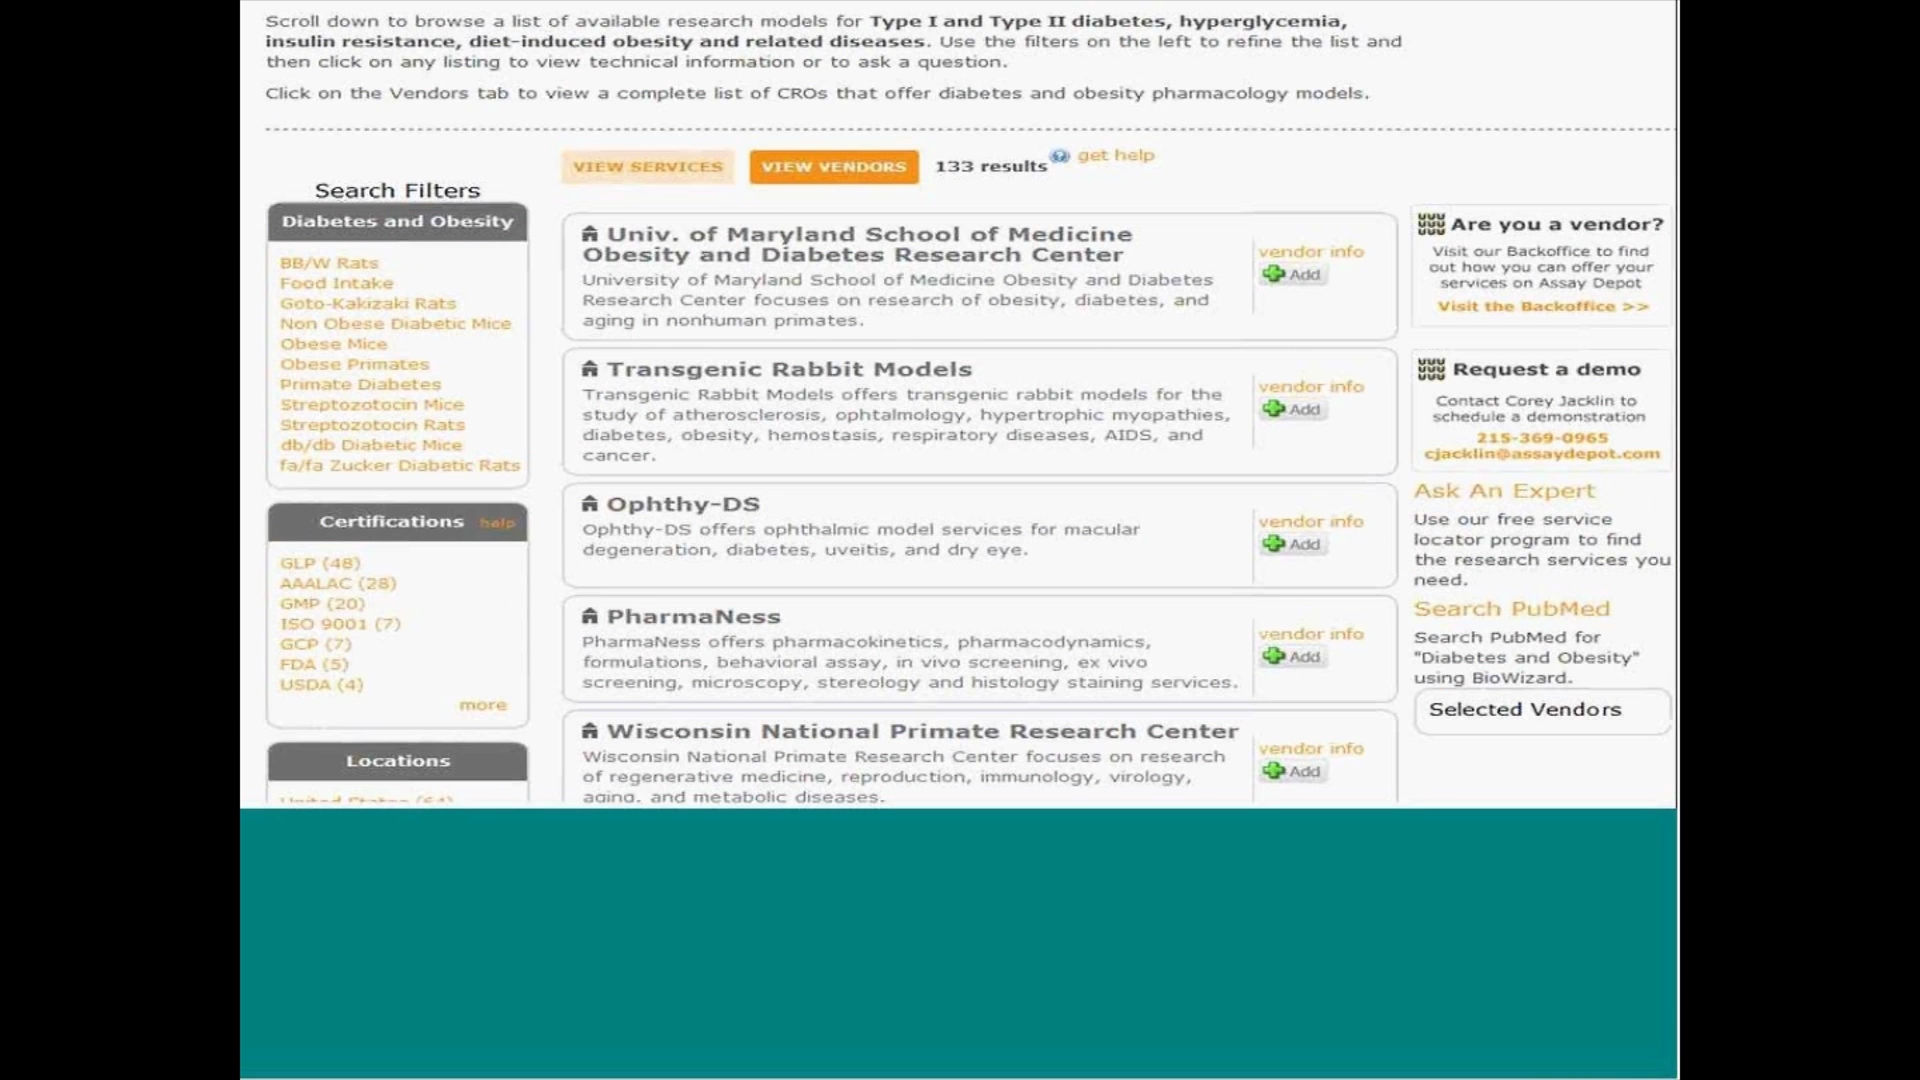 Scroll down to browse a list of available research models for Type I and Type II diabetes, hyperglycemia,
insulin resistance, diet-induced obesity and related diseases. Use the filters on the left to refine the list and
then click on any listing to view technical information or to ask a question.
Click on the Vendors tab to view a complete list of CROs that offer diabetes and obesity pharmacology models.
VIEW SERVICES
VIEW VENDORS
133 results
get help
Search Filters
Diabetes and Obesity
BB/W Rats
Food Intake
Goto-Kakizaki Rats
Non Obese Diabetic Mice
Obese Mice
Obese Primates
Primate Diabetes
Streptozotocin Mice
Streptozotocin Rats
db/db Diabetic Mice
fa/fa Zucker Diabetic Rats
Certifications help
GLP (48)
AAALAC (28)
GMP (20)
ISO 9001 (7)
GCP (7)
FDA (5)
USDA (4)
more
Locations
United States (64)
Univ. of Maryland School of Medicine
Obesity and Diabetes Research Center
University of Maryland School of Medicine Obesity and Diabetes
Research Center focuses on research of obesity, diabetes, and
aging in nonhuman primates.
vendor info
Add
Transgenic Rabbit Models
Transgenic Rabbit Models offers transgenic rabbit models for the
study of atherosclerosis, ophtalmology, hypertrophic myopathies,
diabetes, obesity, hemostasis, respiratory diseases, AIDS, and
cancer.
vendor info
Add
Ophthy-DS
Ophthy-DS offers ophthalmic model services for macular
degeneration, diabetes, uveitis, and dry eye.
vendor info
Add
PharmaNess
PharmaNess offers pharmacokinetics, pharmacodynamics,
formulations, behavioral assay, in vivo screening, ex vivo
screening, microscopy, stereology and histology staining services.
vendor info
Add
Wisconsin National Primate Research Center
Wisconsin National Primate Research Center focuses on research
of regenerative medicine, reproduction, immunology, virology,
aging, and metabolic diseases.
vendor info
Add
Are you a vendor?
Visit our Backoffice to find
out how you can offer your
services on Assay Depot
Visit the Backoffice >>
Request a demo
Contact Corey Jacklin to
schedule a demonstration
215-369-0965
cjacklin@assaydepot.com
Ask An Expert
Use our free service
locator program to find
the research services you
need.
Search PubMed
Search PubMed for
"Diabetes and Obesity"
using BioWizard.
Selected Vendors